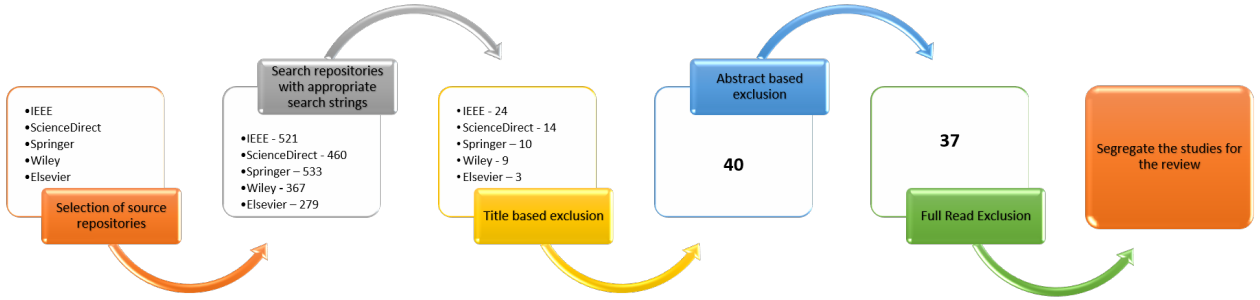 •IEEE
•ScienceDirect
•Springer
•Wiley
•Elsevier
Selection of source
repositories
Search repositories
with appropriate
search strings
•IEEE - 521
•ScienceDirect - 460
•Springer – 533
•Wiley - 367
•Elsevier – 279
•IEEE - 24
•ScienceDirect - 14
•Springer – 10
•Wiley - 9
•Elsevier – 3
Title based exclusion
Abstract based
exclusion
40
37
Full Read Exclusion
Segregate the studies for
the review